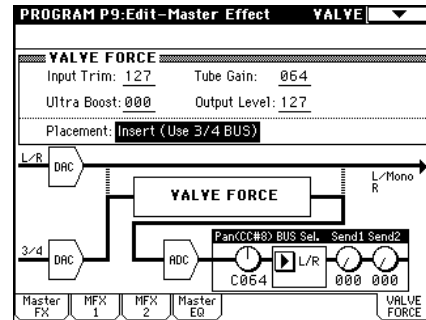 PROGRAM P9:Edit-Master Effect VALVE
VALVE FORCE
Input Trim: 127 Tube Gain: 064
Ultra Boost: 000 Output Level: 127
Placement: Insert (Use 3/4 BUS)
L/R DAC
L/Mono
R
VALVE FORCE
3/4 DAC ADC
Pan(CC#8) BUS Sel. Send1 Send2
L/R
C064 000 000
Master FX
MFX 1
MFX 2
Master EQ
VALVE FORCE